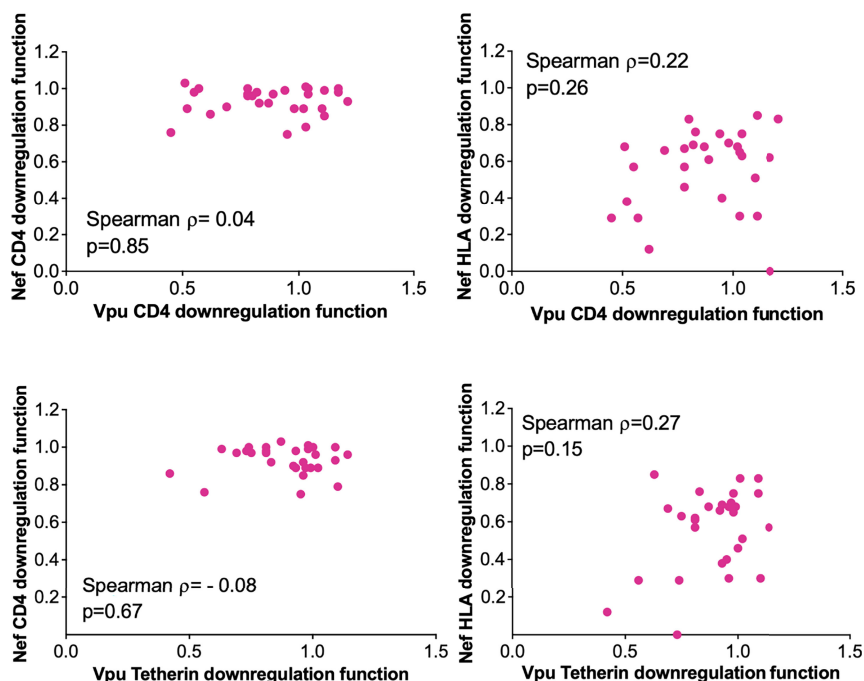 Nef CD4 downregulation function
1.2
1.0
0.8
0.6
0.4
0.2
0.0
Spearman ρ= 0.04
p=0.85
0.0 0.5 1.0 1.5
Vpu CD4 downregulation function
Nef HLA downregulation function
1.2
1.0
0.8
0.6
0.4
0.2
0.0
Spearman ρ=0.22
p=0.26
0.0 0.5 1.0 1.5
Vpu CD4 downregulation function
Nef CD4 downregulation function
1.2
1.0
0.8
0.6
0.4
0.2
Spearman ρ= - 0.08
p=0.67
0.0 0.5 1.0 1.5
Vpu Tetherin downregulation function
Nef HLA downregulation function
1.2
1.0
0.8
0.6
0.4
0.2
Spearman ρ=0.27
p=0.15
0.0 0.5 1.0 1.5
Vpu Tetherin downregulation function